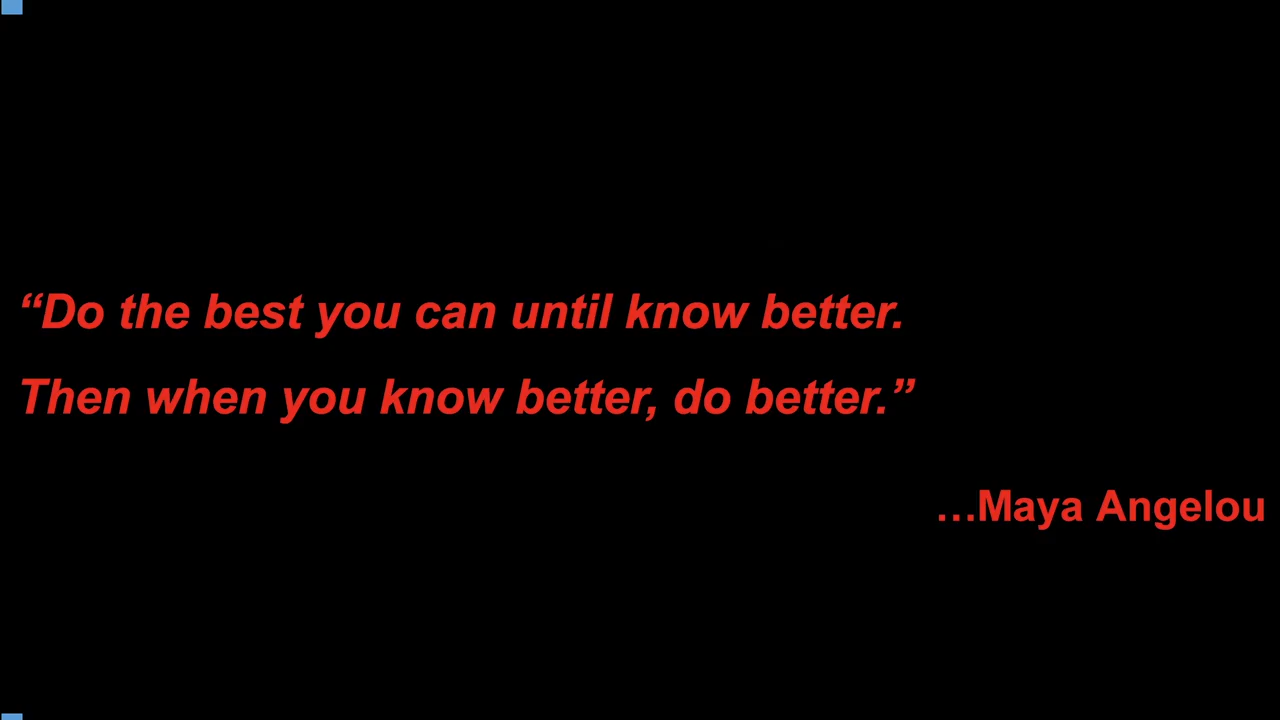 “Do the best you can until know better.
Then when you know better, do better.”
…Maya Angelou